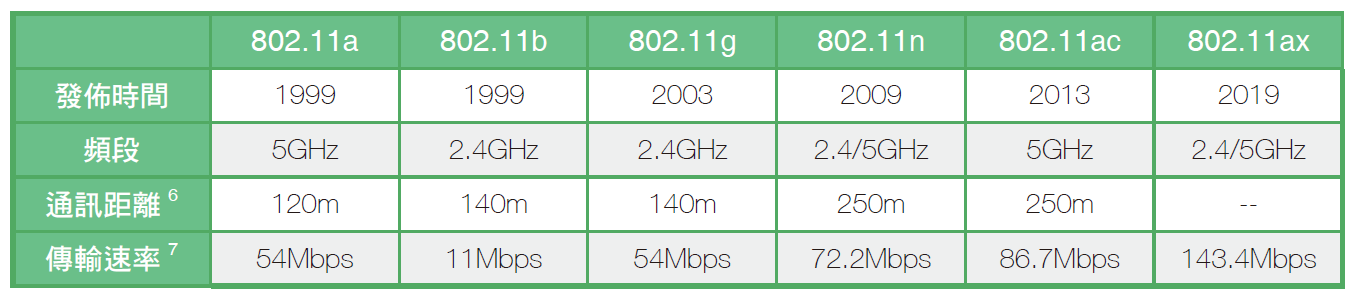 802.11a 802.11b 802.11g 802.11n 802.11ac 802.11ax
發佈時間 1999 1999 2003 2009 2013 2019
頻段 5GHz 2.4GHz 2.4GHz 2.4/5GHz 5GHz 2.4/5GHz
通訊距離 6 120m 140m 140m 250m 250m --
傳輸速率 7 54Mbps 11Mbps 54Mbps 72.2Mbps 86.7Mbps 143.4Mbps